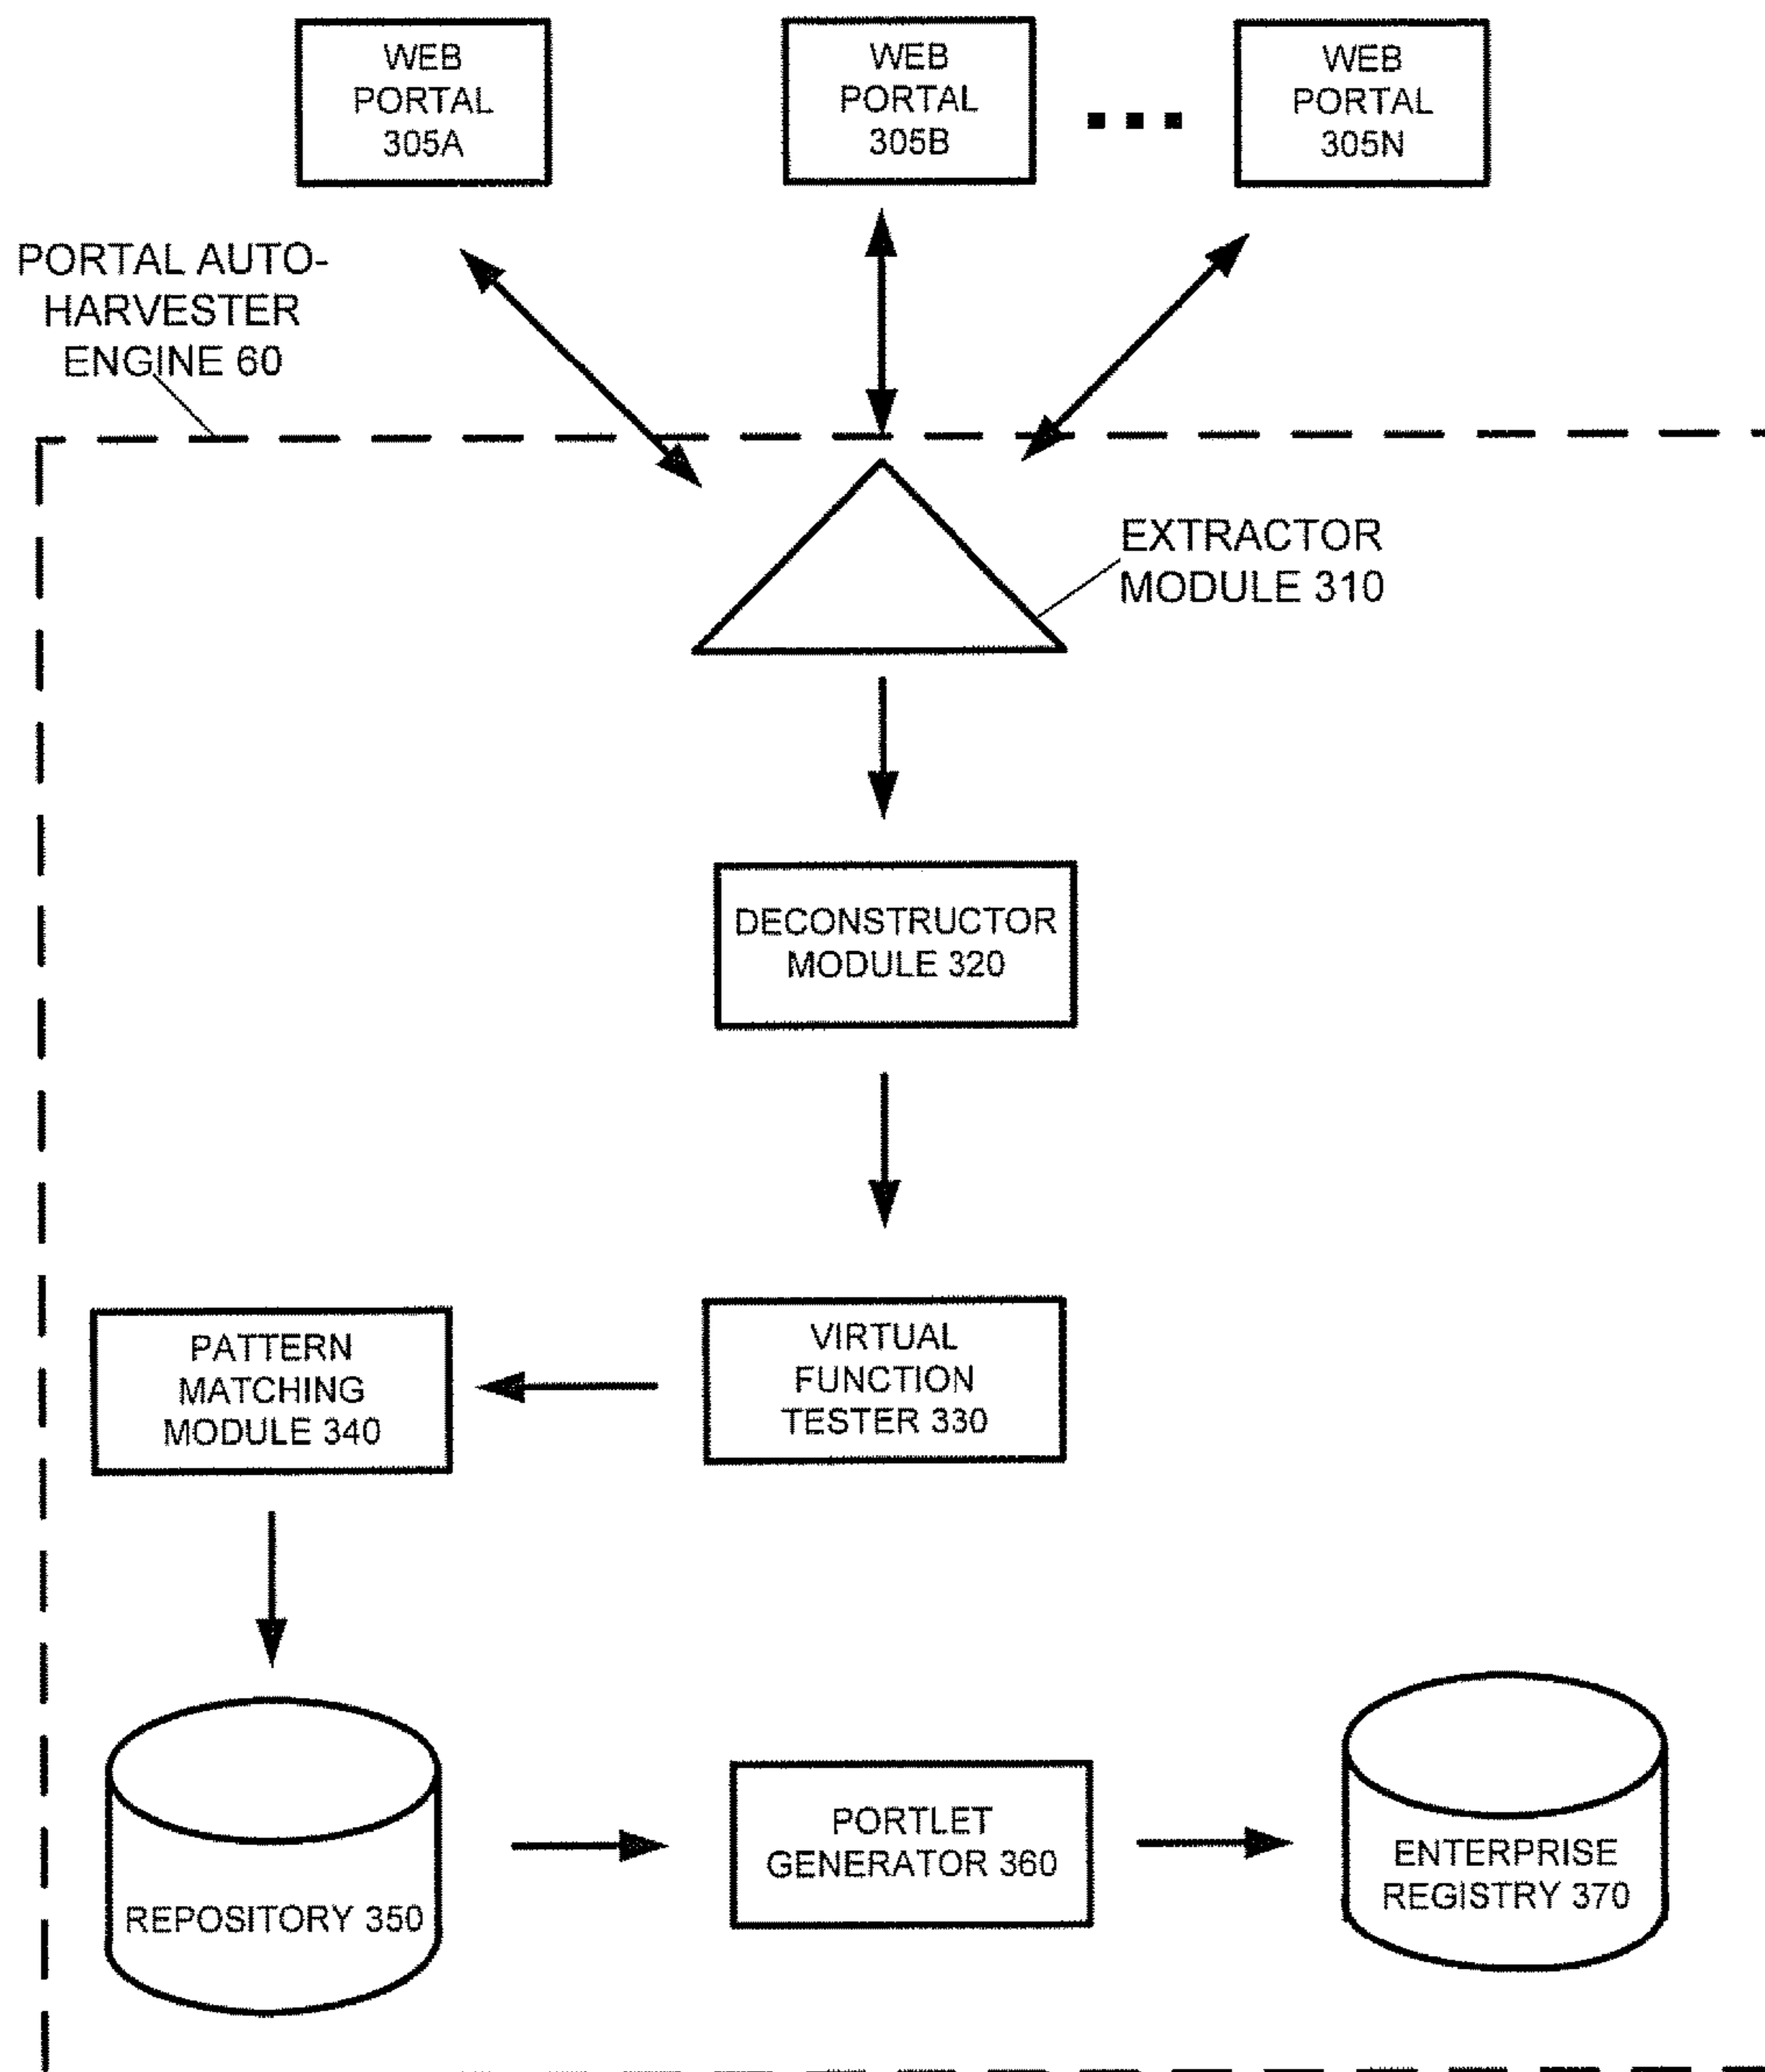 WEB
PORTAL
305A
WEB
PORTAL
305B
WEB
PORTAL
305N
PORTAL AUTO-
HARVESTER
ENGINE 60
EXTRACTOR
MODULE 310
DECONSTRUCTOR
MODULE 320
PATTERN
MATCHING
MODULE 340
VIRTUAL
FUNCTION
TESTER 330
REPOSITORY 350
PORTLET
GENERATOR 360
ENTERPRISE
REGISTRY 370